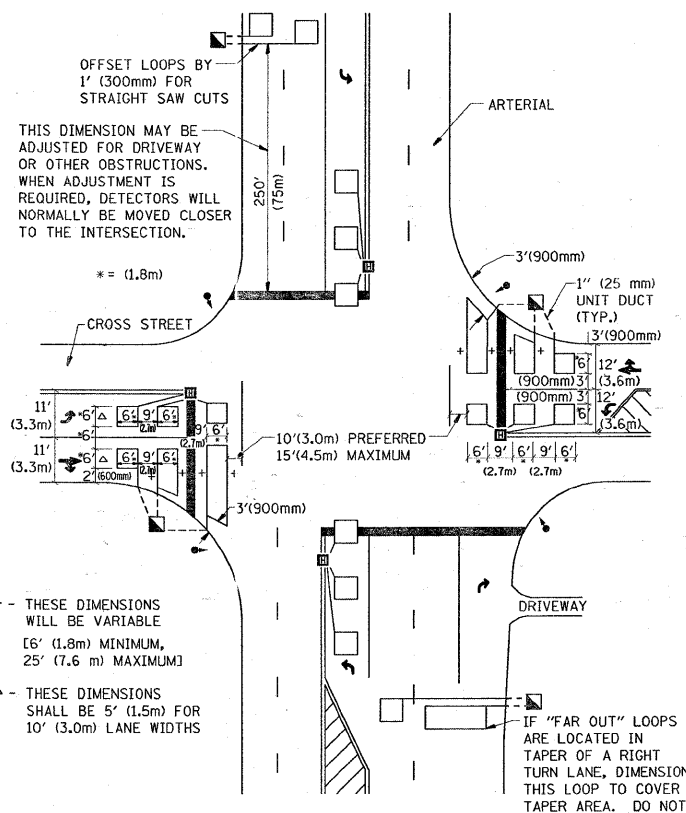 OFFSET LOOPS BY
1' (300mm) FOR
STRAIGHT SAW CUTS
THIS DIMENSION MAY BE
ADJUSTED FOR DRIVEWAY
OR OTHER OBSTRUCTIONS.
WHEN ADJUSTMENT IS
REQUIRED, DETECTORS WILL
NORMALLY BE MOVED CLOSER
TO THE INTERSECTION.
250'
(75m)
* = (1.8m)
ARTERIAL
3'(900mm)
1'' (25 mm)
UNIT DUCT
(TYP.)
CROSS STREET
3'(900mm)
*6'
12'
(3.6m)
(900mm) 3'
(900mm) 3'
*6'
12'
(3.6m)
11'
(3.3m)
*6'
6'* 9' 6'*
(2.7m)
9' 6'
*
(2.7m)
*6'
11'
(3.3m)
*6'
6'* 9' 6'*
(2.7m)
2' (600mm)
10'(3.0m) PREFERRED
15'(4.5m) MAXIMUM
6' 9' 6' 9' 6'
* * *
(2.7m) (2.7m)
3'(900mm)
- THESE DIMENSIONS
WILL BE VARIABLE
[6' (1.8m) MINIMUM,
25' (7.6 m) MAXIMUM]
- THESE DIMENSIONS
SHALL BE 5' (1.5m) FOR
10' (3.0m) LANE WIDTHS
DRIVEWAY
IF "FAR OUT" LOOPS
ARE LOCATED IN
TAPER OF A RIGHT
TURN LANE, DIMENSION
THIS LOOP TO COVER
TAPER AREA. DO NOT